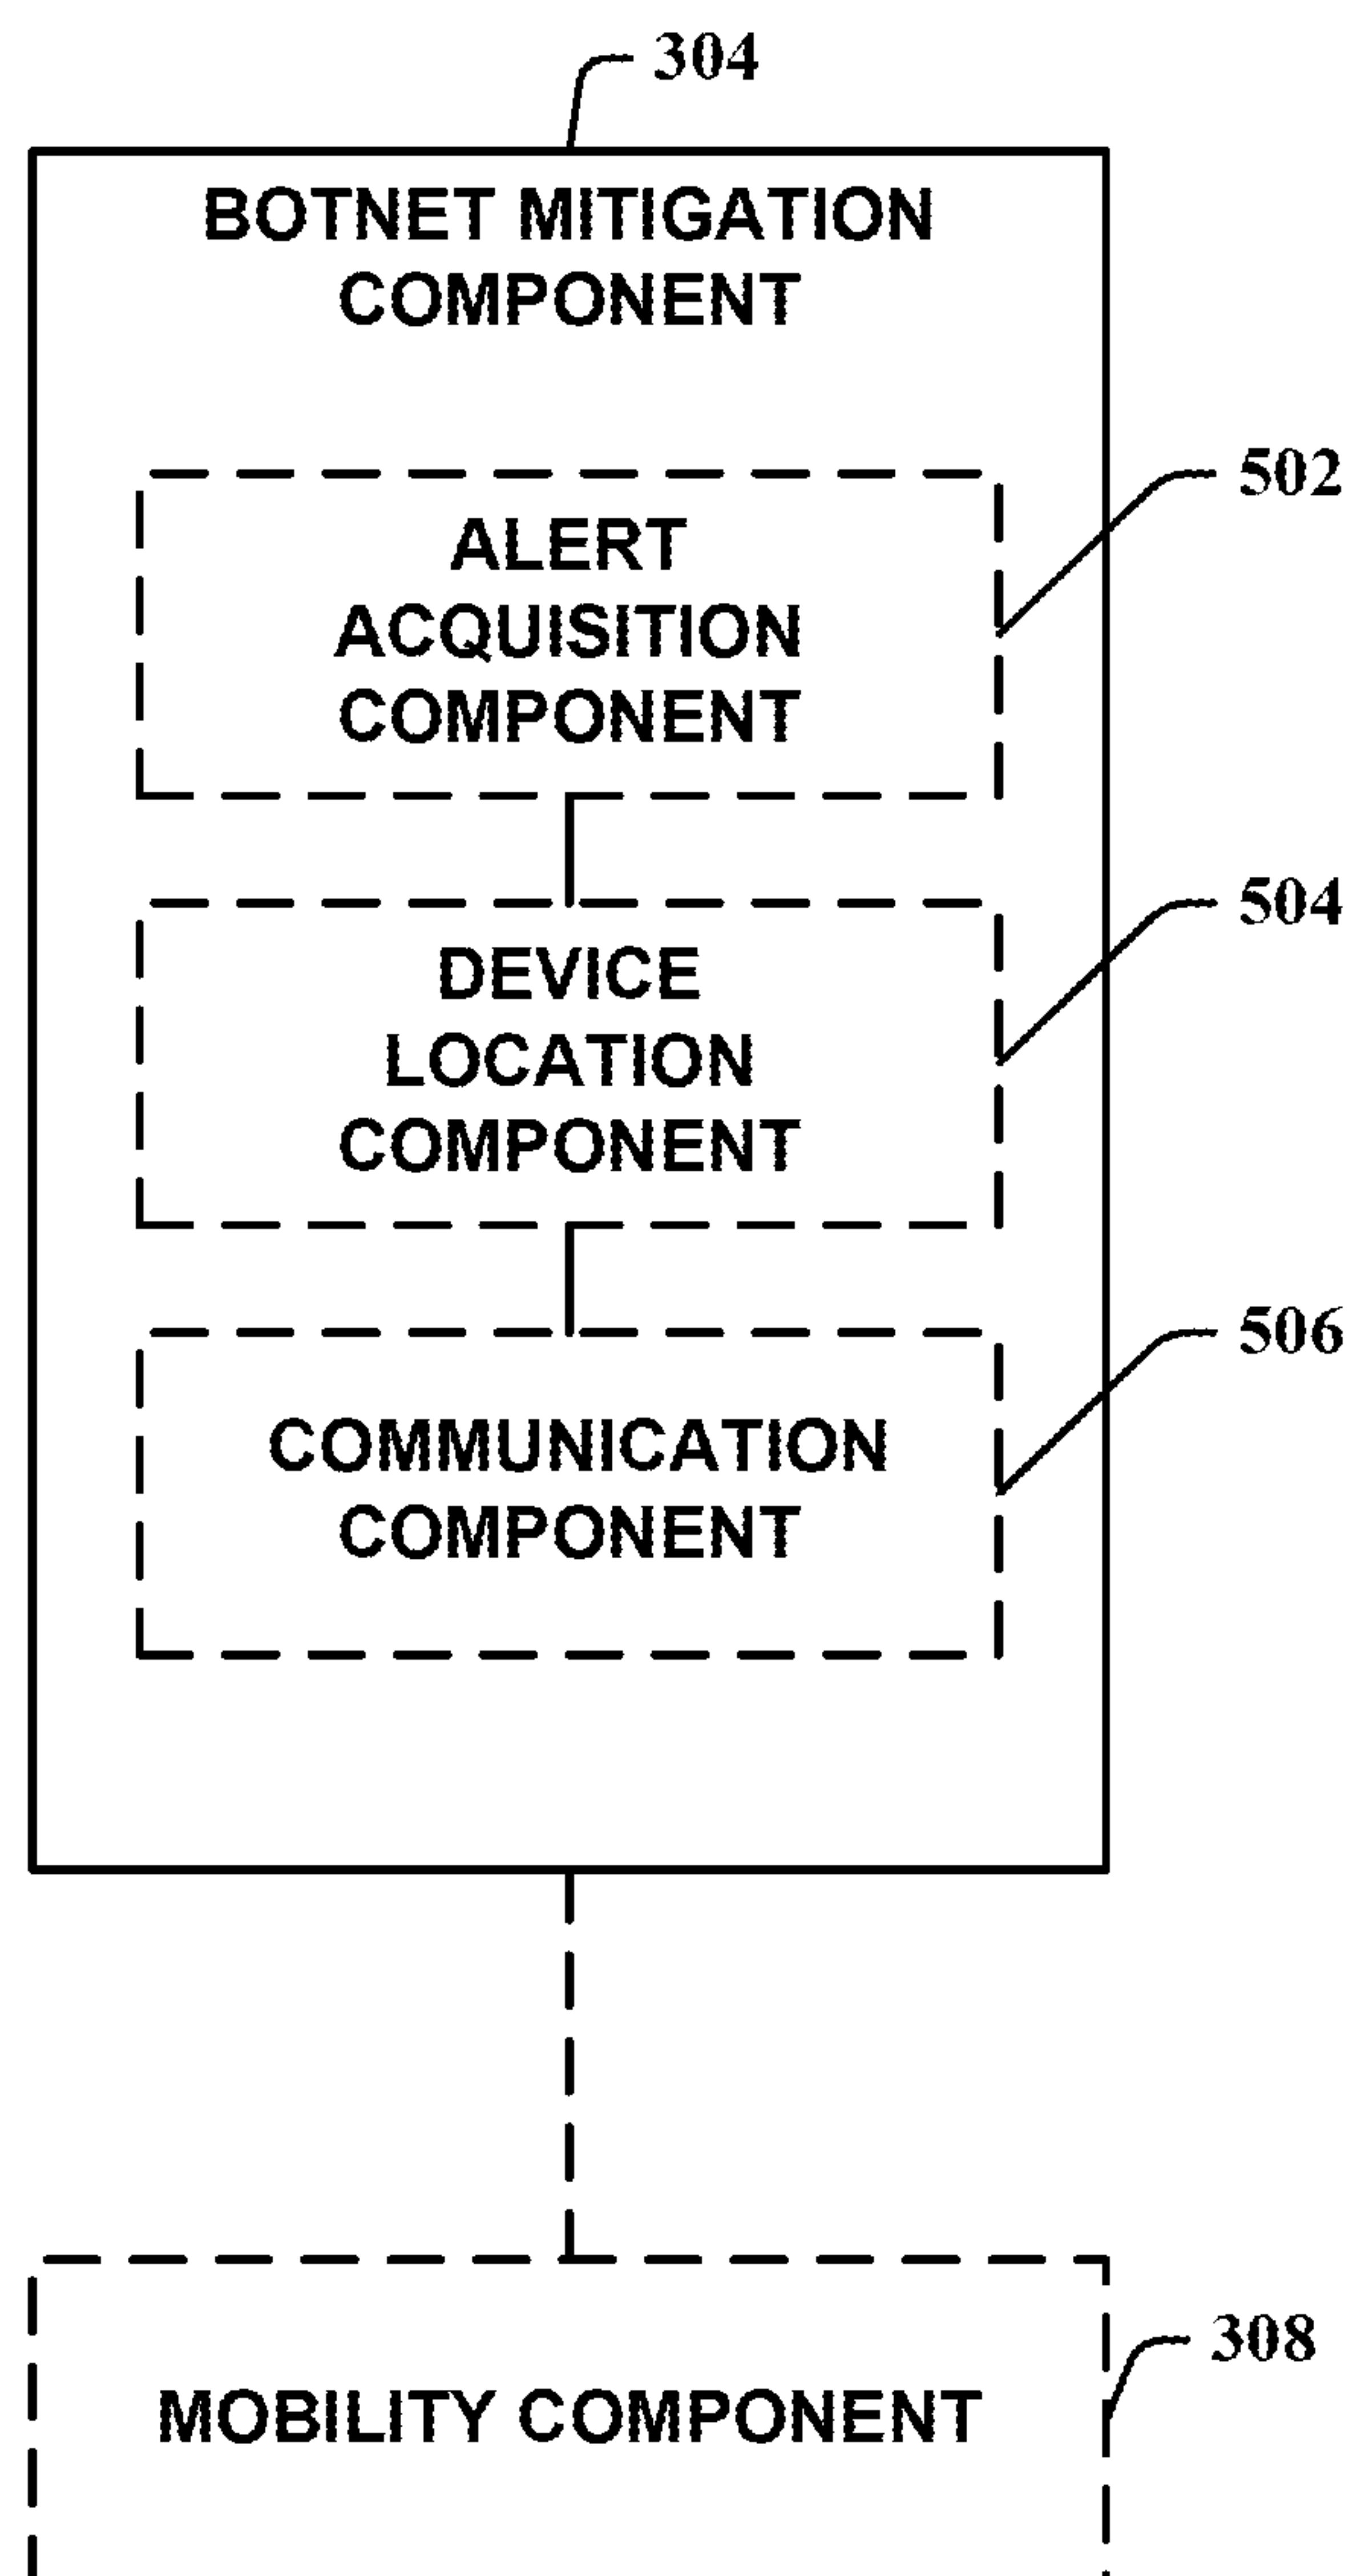 304
BOTNET MITIGATION
COMPONENT
502
ALERT
ACQUISITION
COMPONENT
504
DEVICE
LOCATION
COMPONENT
506
COMMUNICATION
COMPONENT
308
MOBILITY COMPONENT